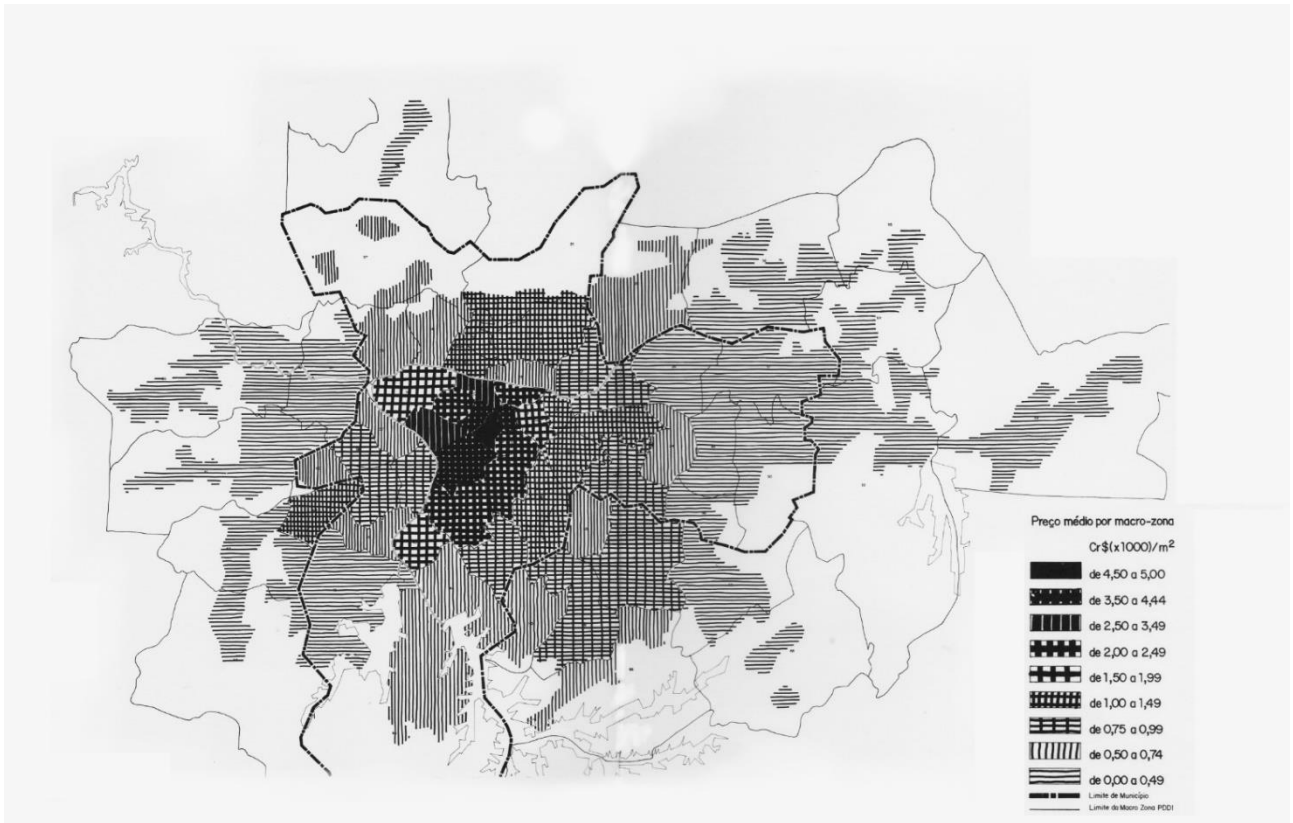 Preço médio por macro-zona
Cr$(x1000)/m²
de 4,50 a 5,00
de 3,50 a 4,44
de 2,50 a 3,49
de 2,00 a 2,49
de 1,50 a 1,99
de 1,00 a 1,49
de 0,75 a 0,99
de 0,50 a 0,74
de 0,00 a 0,49
Limite de Município
Limite da Macro Zona PDDI